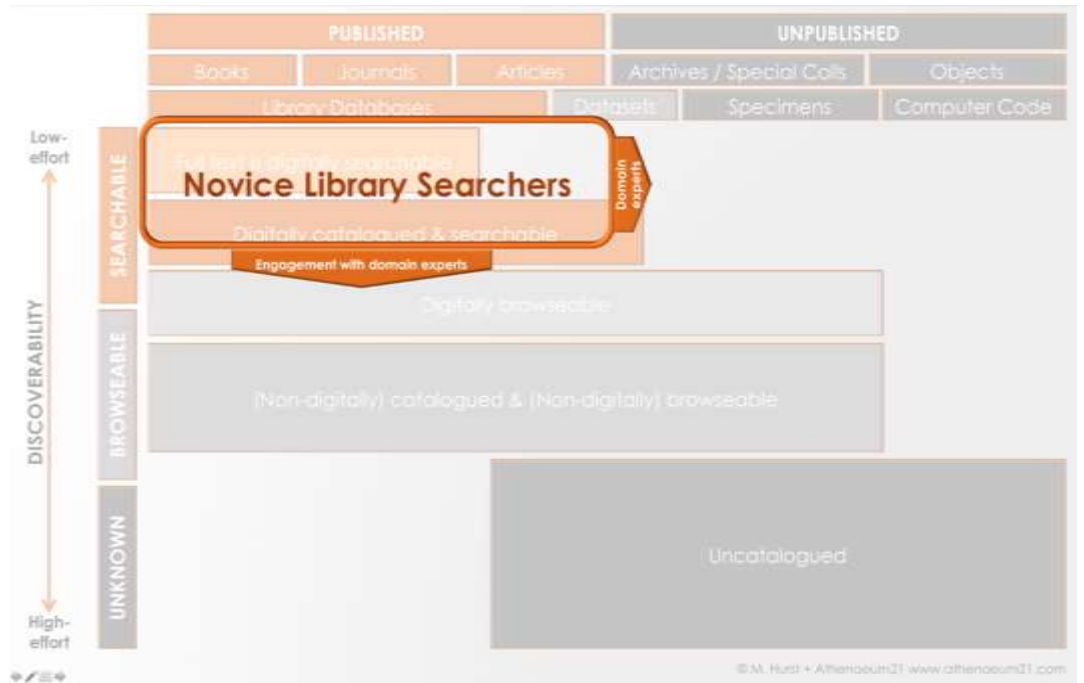 PUBLISHED
UNPUBLISHED
Books
Journals
Articles
Archives / Special Colls
Objects
Library Databases
Datasets
Specimens
Computer Code
Low-
effort
DISCOVERABILITY
High-
effort
SEARCHABLE
BROWSEABLE
UNKNOWN
Full text is digitally searchable
Novice Library Searchers
Domain
experts
Digitally catalogued & searchable
Engagement with domain experts
Digitally browseable
(Non-digitally) catalogued & (Non-digitally) browseable
Uncatalogued
© M. Hurst + Athenaeum21 www.athenaeum21.com